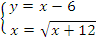 y = x − 6
x = √(x + 12)